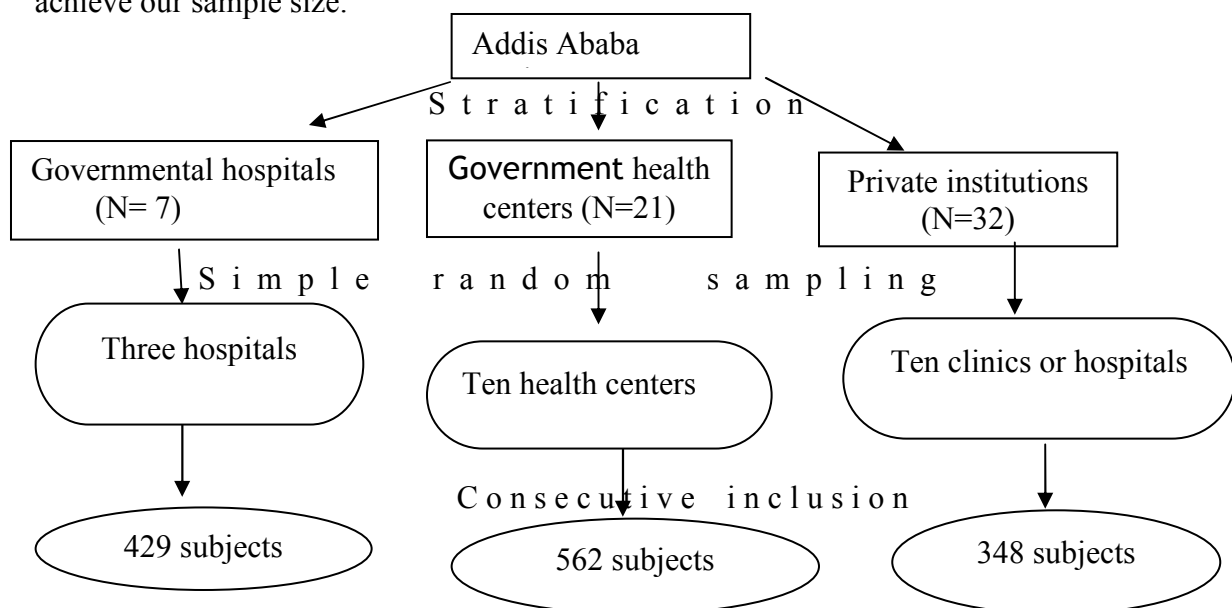 achieve our sample size.
Addis Ababa
Stratification
Governmental hospitals
(N= 7)
Government health
centers (N=21)
Private institutions
(N=32)
Simple random sampling
Three hospitals
Ten health centers
Ten clinics or hospitals
Consecutive inclusion
429 subjects
562 subjects
348 subjects